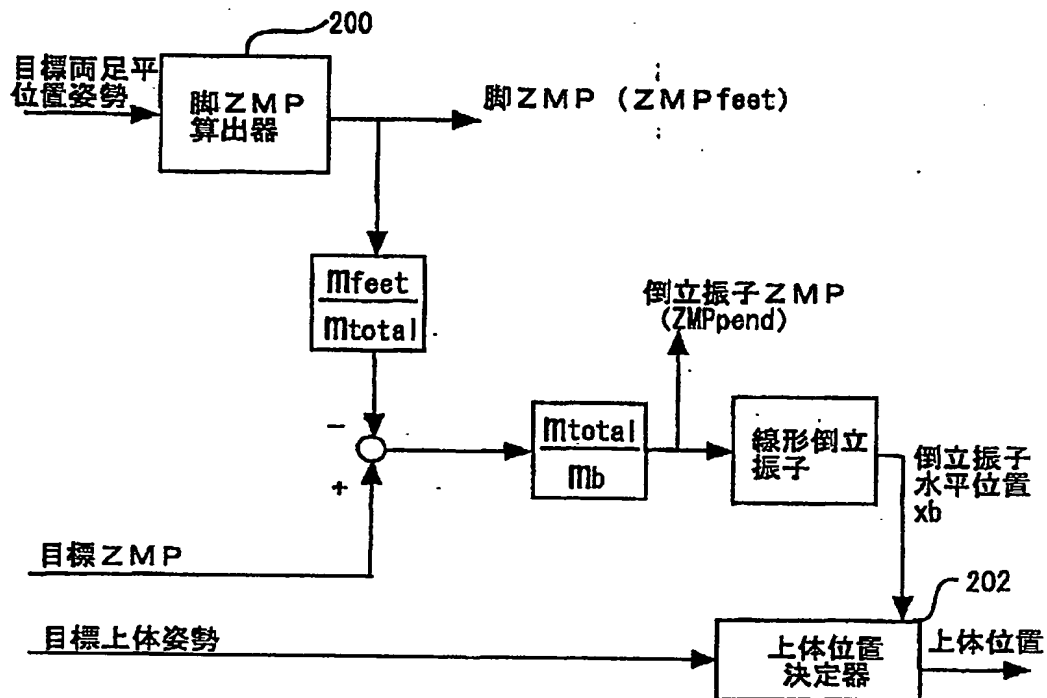 200
目標両足平
位置姿勢
脚ZMP
算出器
脚ZMP (ZMPfeet)
mfeet
mtotal
倒立振子ZMP
(ZMPpend)
-
+
mtotal
mb
線形倒立
振子
倒立振子
水平位置
xb
目標ZMP
202
目標上体姿勢
上体位置
決定器
上体位置